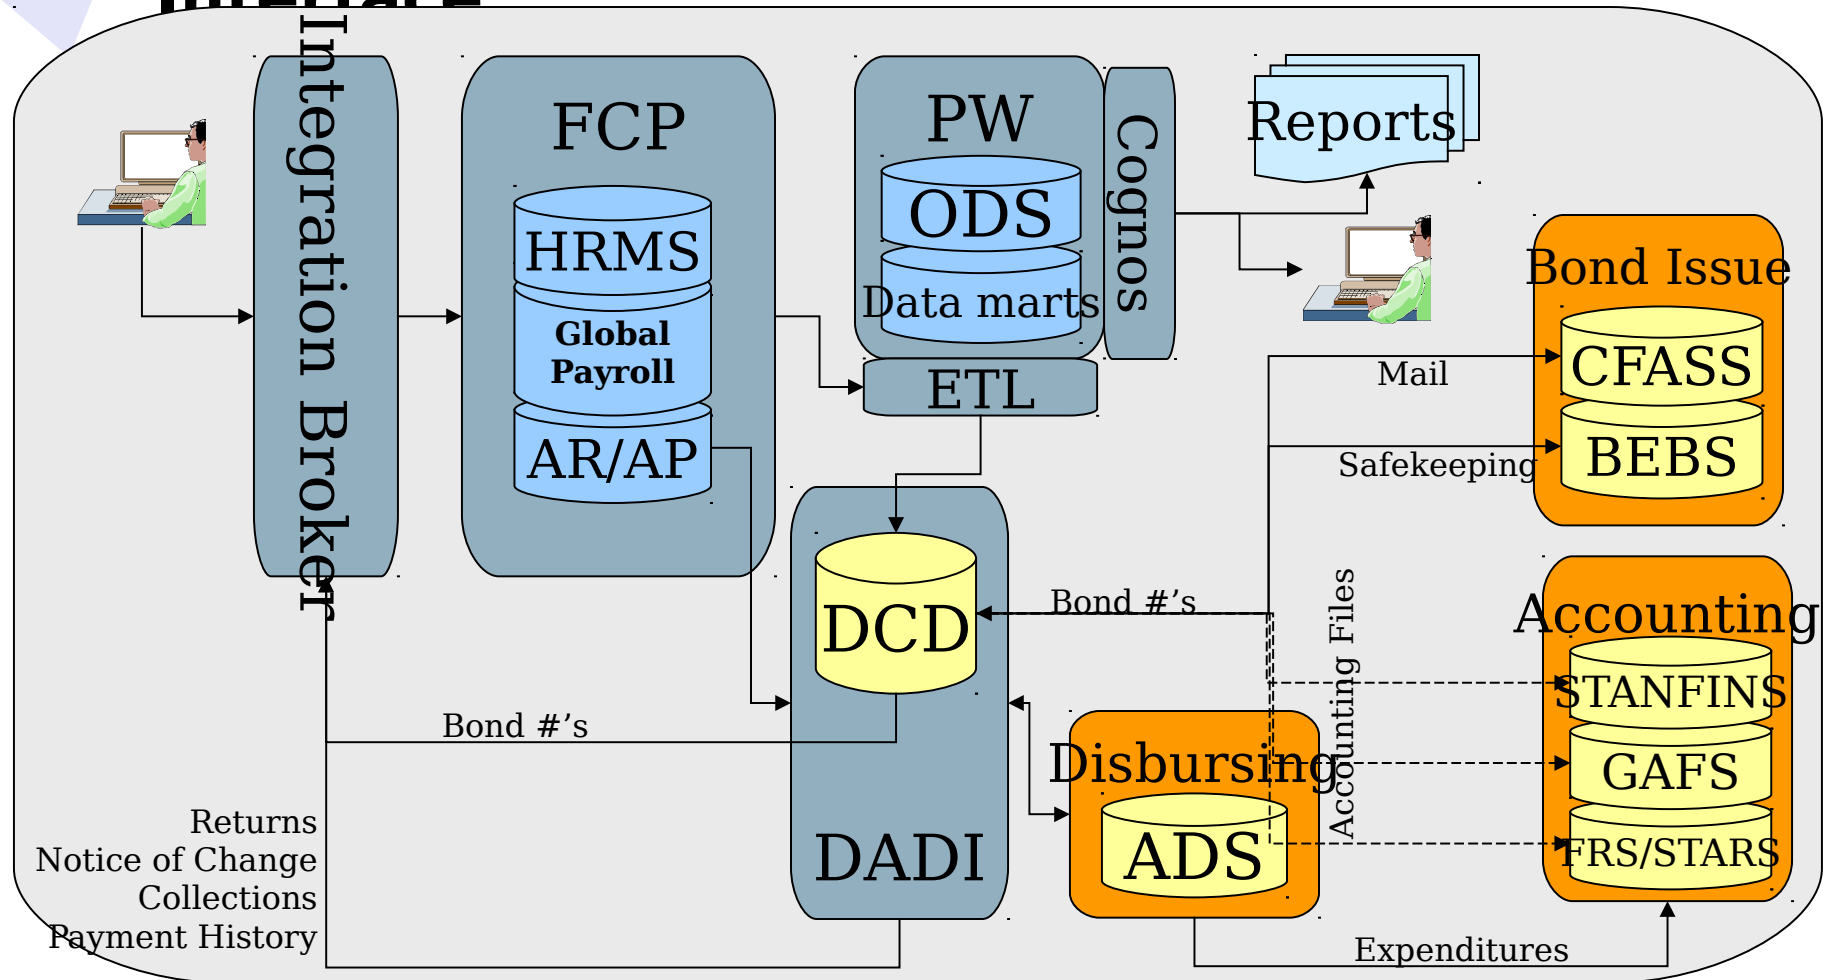 Interface
Integration Broker
FCP
HRMS
Global
Payroll
AR/AP
PW
ODS
Data marts
Cognos
ETL
Reports
Bond Issue
CFASS
BEBS
Mail
Safekeeping
DCD
DADI
Bond #’s
Bond #’s
Accounting Files
Accounting
STANFINS
GAFS
FRS/STARS
Disbursing
ADS
Expenditures
Returns
Notice of Change
Collections
Payment History